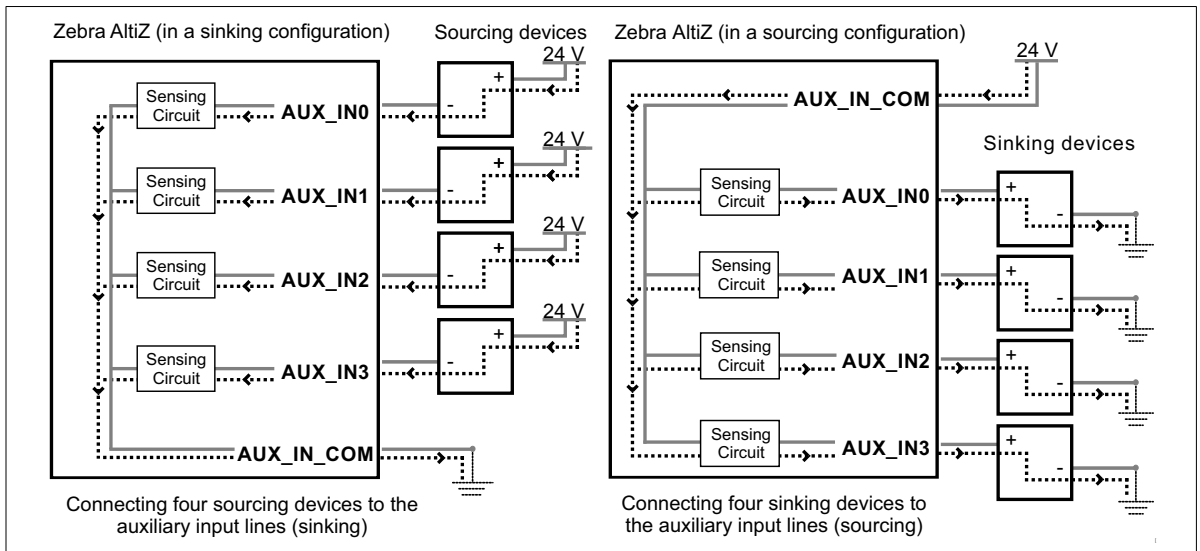 Zebra AltiZ (in a sinking configuration)
Sourcing devices
24 V
+
-
Sensing
Circuit
AUX_IN0
24 V
+
-
Sensing
Circuit
AUX_IN1
24 V
+
-
Sensing
Circuit
AUX_IN2
24 V
+
-
Sensing
Circuit
AUX_IN3
AUX_IN_COM
Connecting four sourcing devices to the
auxiliary input lines (sinking)
Zebra AltiZ (in a sourcing configuration)
24 V
AUX_IN_COM
Sinking devices
Sensing
Circuit
AUX_IN0
+
-
Sensing
Circuit
AUX_IN1
+
-
Sensing
Circuit
AUX_IN2
+
-
Sensing
Circuit
AUX_IN3
+
-
Connecting four sinking devices to
the auxiliary input lines (sourcing)